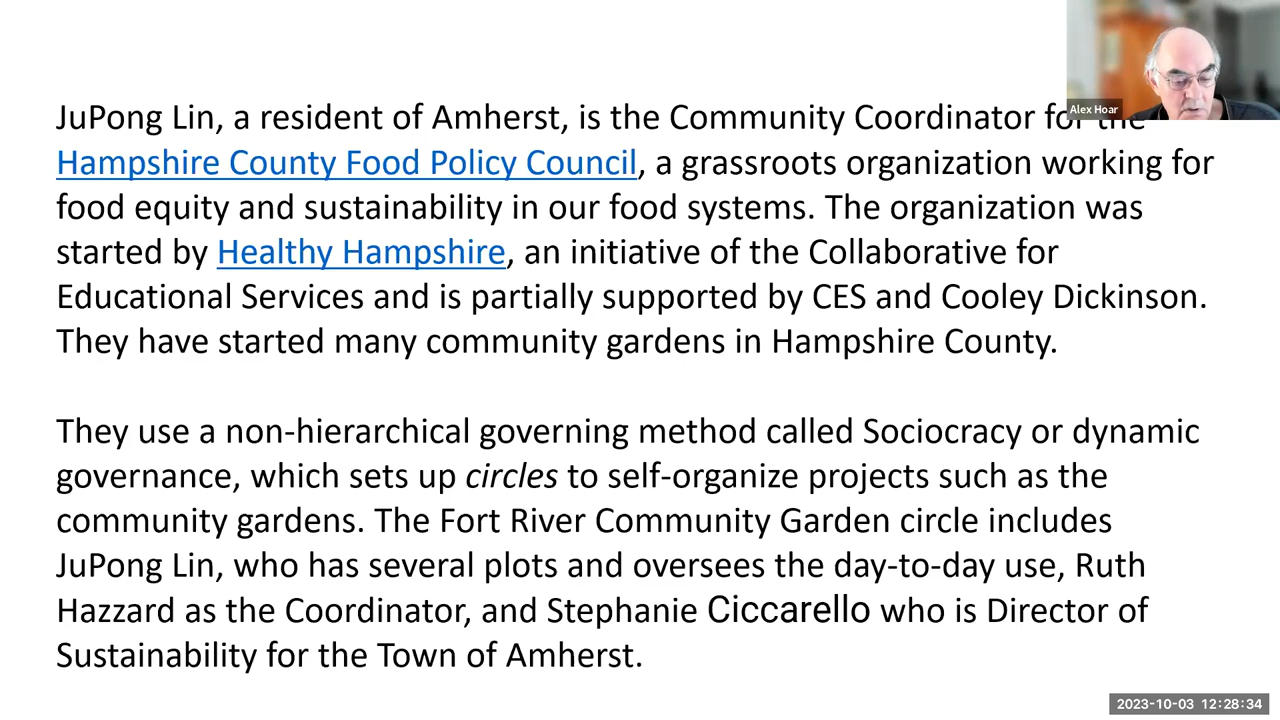 JuPong Lin, a resident of Amherst, is the Community Coordinator for the
Alex Hoar
Hampshire County Food Policy Council, a grassroots organization working for
food equity and sustainability in our food systems. The organization was
started by Healthy Hampshire, an initiative of the Collaborative for
Educational Services and is partially supported by CES and Cooley Dickinson.
They have started many community gardens in Hampshire County.
They use a non-hierarchical governing method called Sociocracy or dynamic
governance, which sets up circles to self-organize projects such as the
community gardens. The Fort River Community Garden circle includes
JuPong Lin, who has several plots and oversees the day-to-day use, Ruth
Hazzard as the Coordinator, and Stephanie Ciccarello who is Director of
Sustainability for the Town of Amherst.
2023-10-03 12:28:34